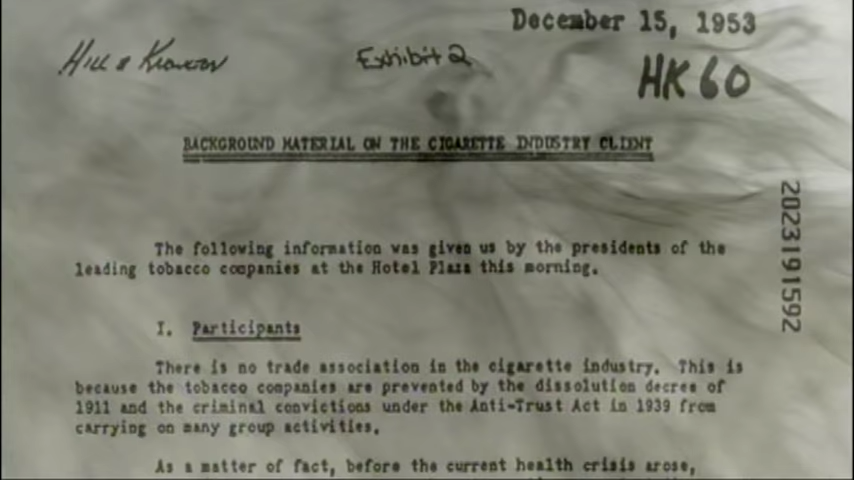 December 15, 1953
Hill & Knowlton
Exhibit 2
HK 60
BACKGROUND MATERIAL ON THE CIGARETTE INDUSTRY CLIENT
2023191592
The following information was given us by the presidents of the
leading tobacco companies at the Hotel Plaza this morning.
I. Participants
There is no trade association in the cigarette industry. This is
because the tobacco companies are prevented by the dissolution decree of
1911 and the criminal convictions under the Anti-Trust Act in 1939 from
carrying on many group activities.
As a matter of fact, before the current health crisis arose,